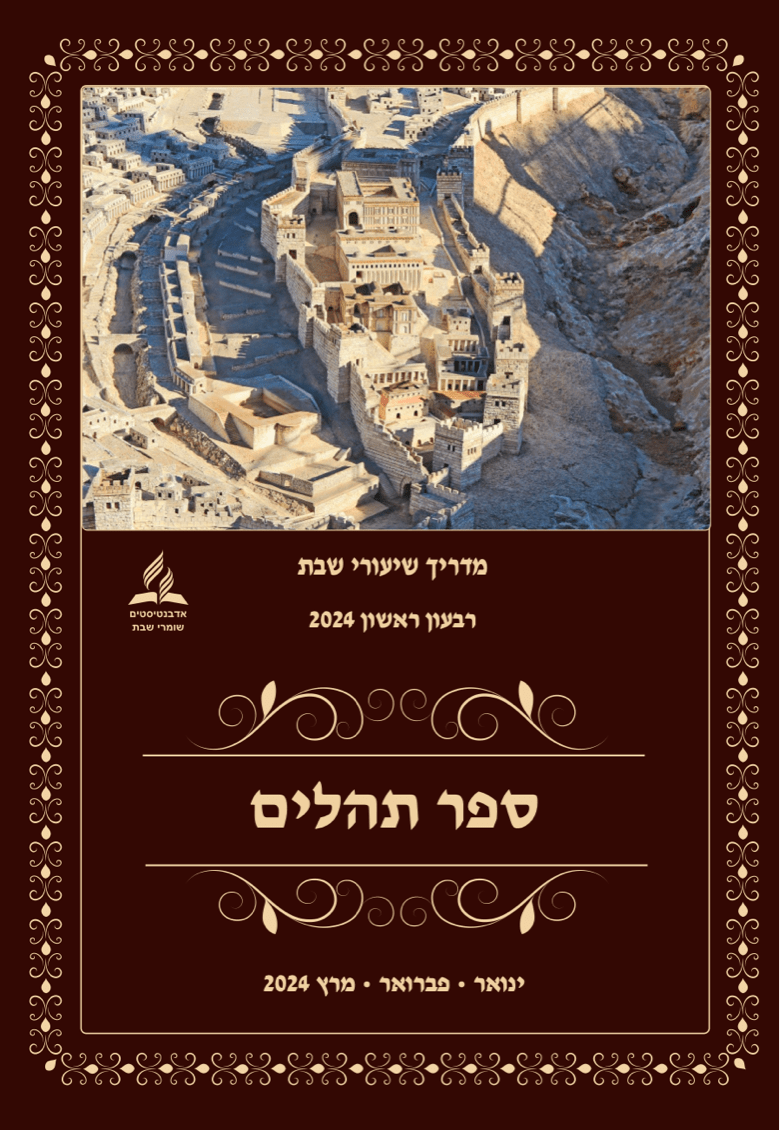 מדריך שיעורי שבת
רבעון ראשון 2024
אדבנטיסטים
שומרי שבת
ספר תהלים
ינואר • פברואר • מרץ 2024